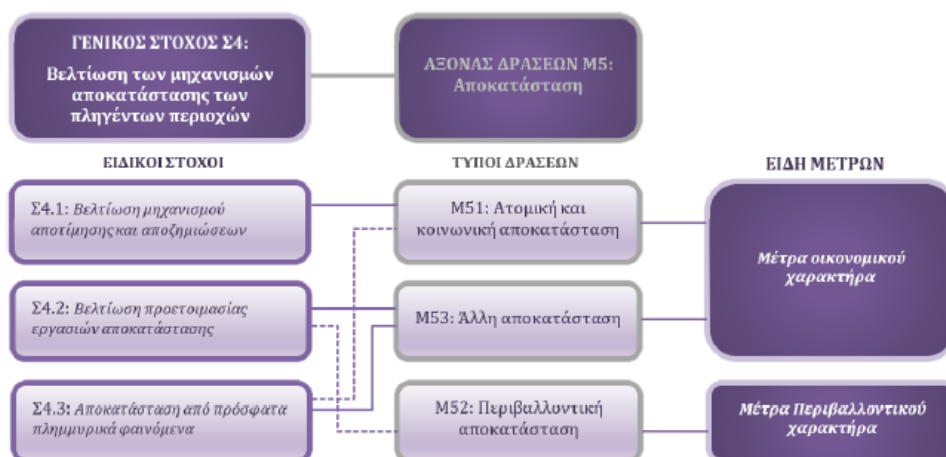 ΓΕΝΙΚΟΣ ΣΤΟΧΟΣ Σ4:
Βελτίωση των μηχανισμών
αποκατάστασης των
πληγέντων περιοχών
ΑΞΟΝΑΣ ΔΡΑΣΕΩΝ Μ5:
Αποκατάσταση
ΕΙΔΙΚΟΙ ΣΤΟΧΟΙ
ΤΥΠΟΙ ΔΡΑΣΕΩΝ
ΕΙΔΗ ΜΕΤΡΩΝ
Σ4.1: Βελτίωση μηχανισμού
αποτίμησης και αποζημιώσεων
Μ51: Ατομική και
κοινωνική αποκατάσταση
Μέτρα οικονομικού
χαρακτήρα
Σ4.2: Βελτίωση προετοιμασίας
εργασιών αποκατάστασης
Μ53: Άλλη αποκατάσταση
Σ4.3: Αποκατάσταση από πρόσφατα
πλημμυρικά φαινόμενα
Μ52: Περιβαλλοντική
αποκατάσταση
Μέτρα Περιβαλλοντικού
χαρακτήρα